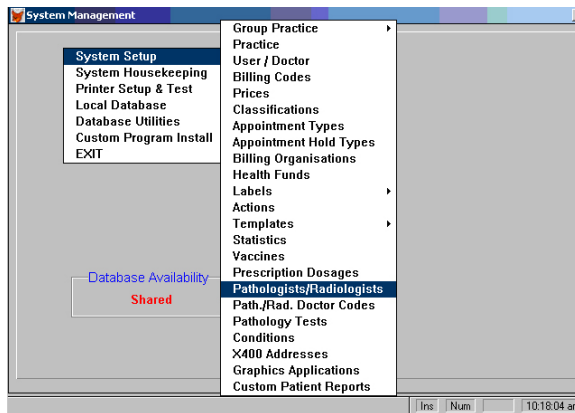 System Management
System Setup
System Housekeeping
Printer Setup & Test
Local Database
Database Utilities
Custom Program Install
EXIT
Group Practice
Practice
User / Doctor
Billing Codes
Prices
Classifications
Appointment Types
Appointment Hold Types
Billing Organisations
Health Funds
Labels
Actions
Templates
Statistics
Vaccines
Prescription Dosages
Pathologists/Radiologists
Path./Rad. Doctor Codes
Pathology Tests
Conditions
X400 Addresses
Graphics Applications
Custom Patient Reports
Database Availability
Shared
Ins Num 10:18:04 am